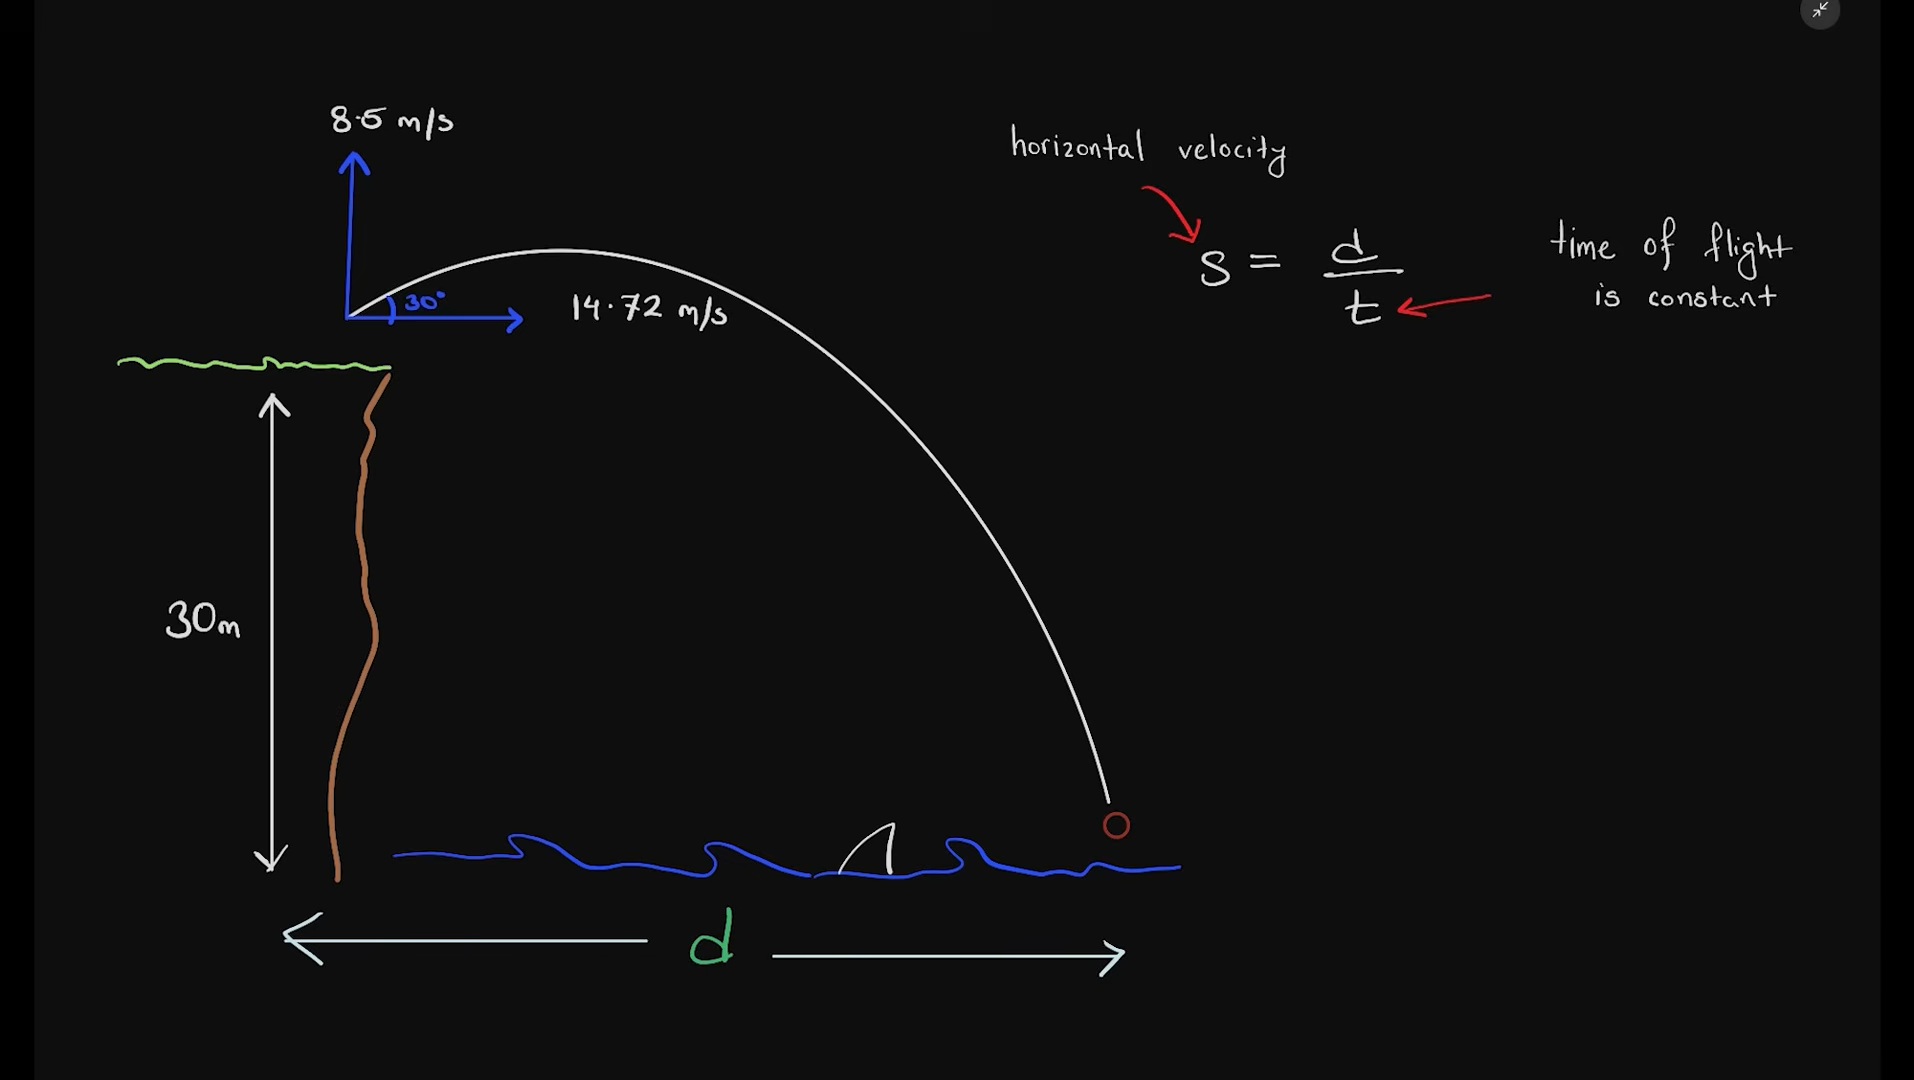 8.5 m/s
horizontal velocity
s = d/t
time of flight
is constant
30°
14.72 m/s
30m
d